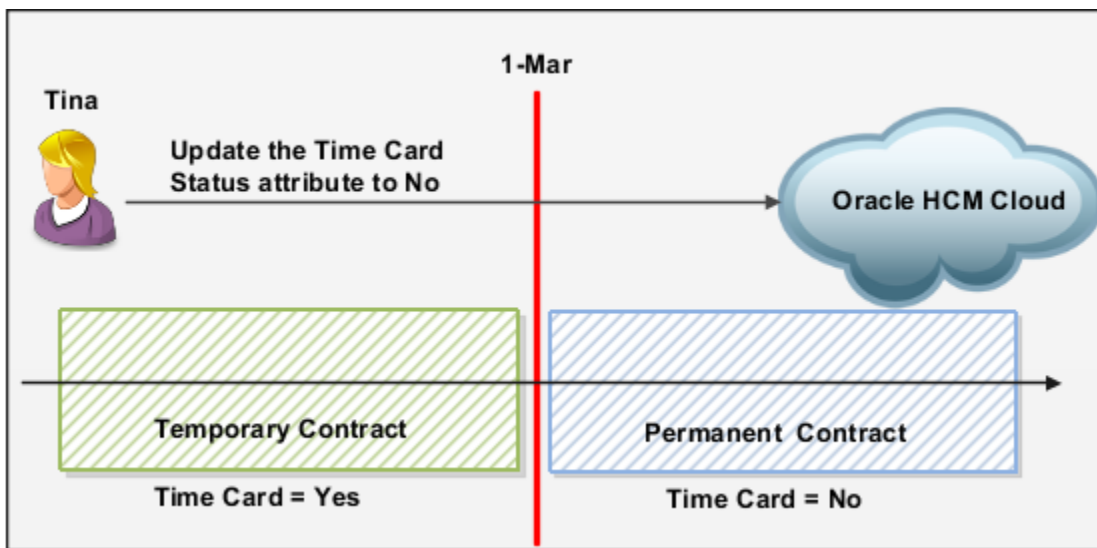 1-Mar
Tina
Update the Time Card
Status attribute to No
Oracle HCM Cloud
Temporary Contract
Permanent Contract
Time Card = Yes
Time Card = No